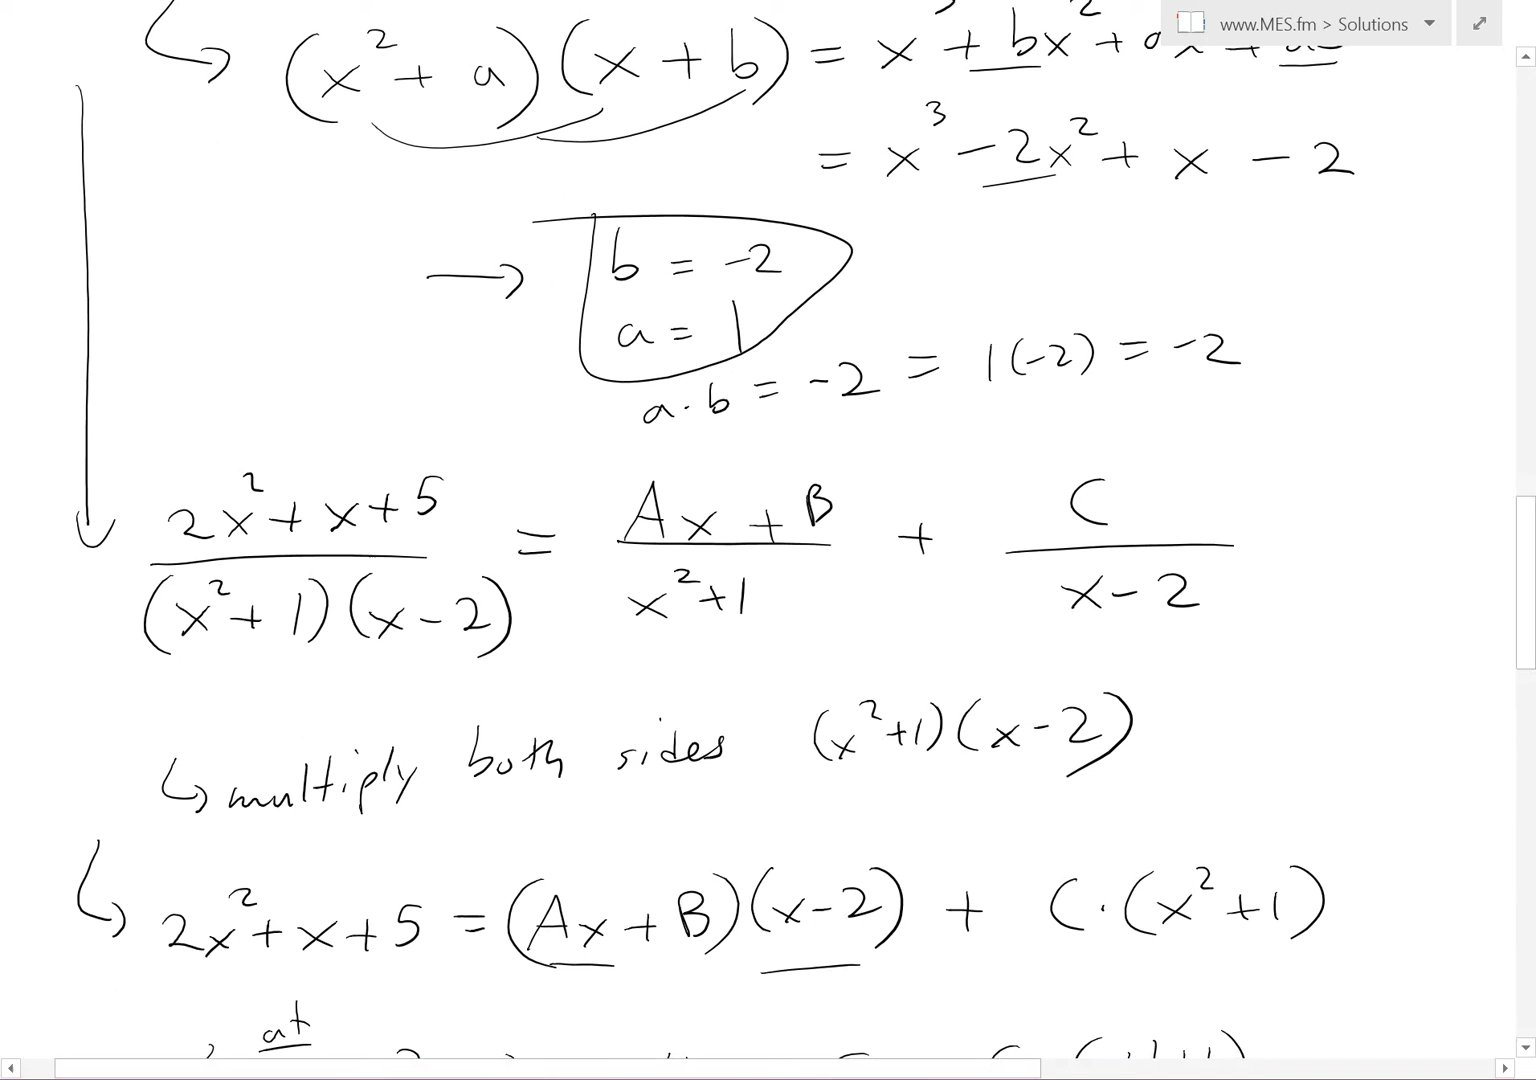 www.MES.fm > Solutions
(x² + a)(x + b) = x³ + bx² + ax + ab
= x³ - 2x² + x - 2
→ b = -2
a = 1
a · b = -2 = 1(-2) = -2
2x² + x + 5 / (x² + 1)(x - 2) = Ax + B / x² + 1 + C / x - 2
↪ multiply both sides (x² + 1)(x - 2)
↪ 2x² + x + 5 = (Ax + B)(x - 2) + C · (x² + 1)
at